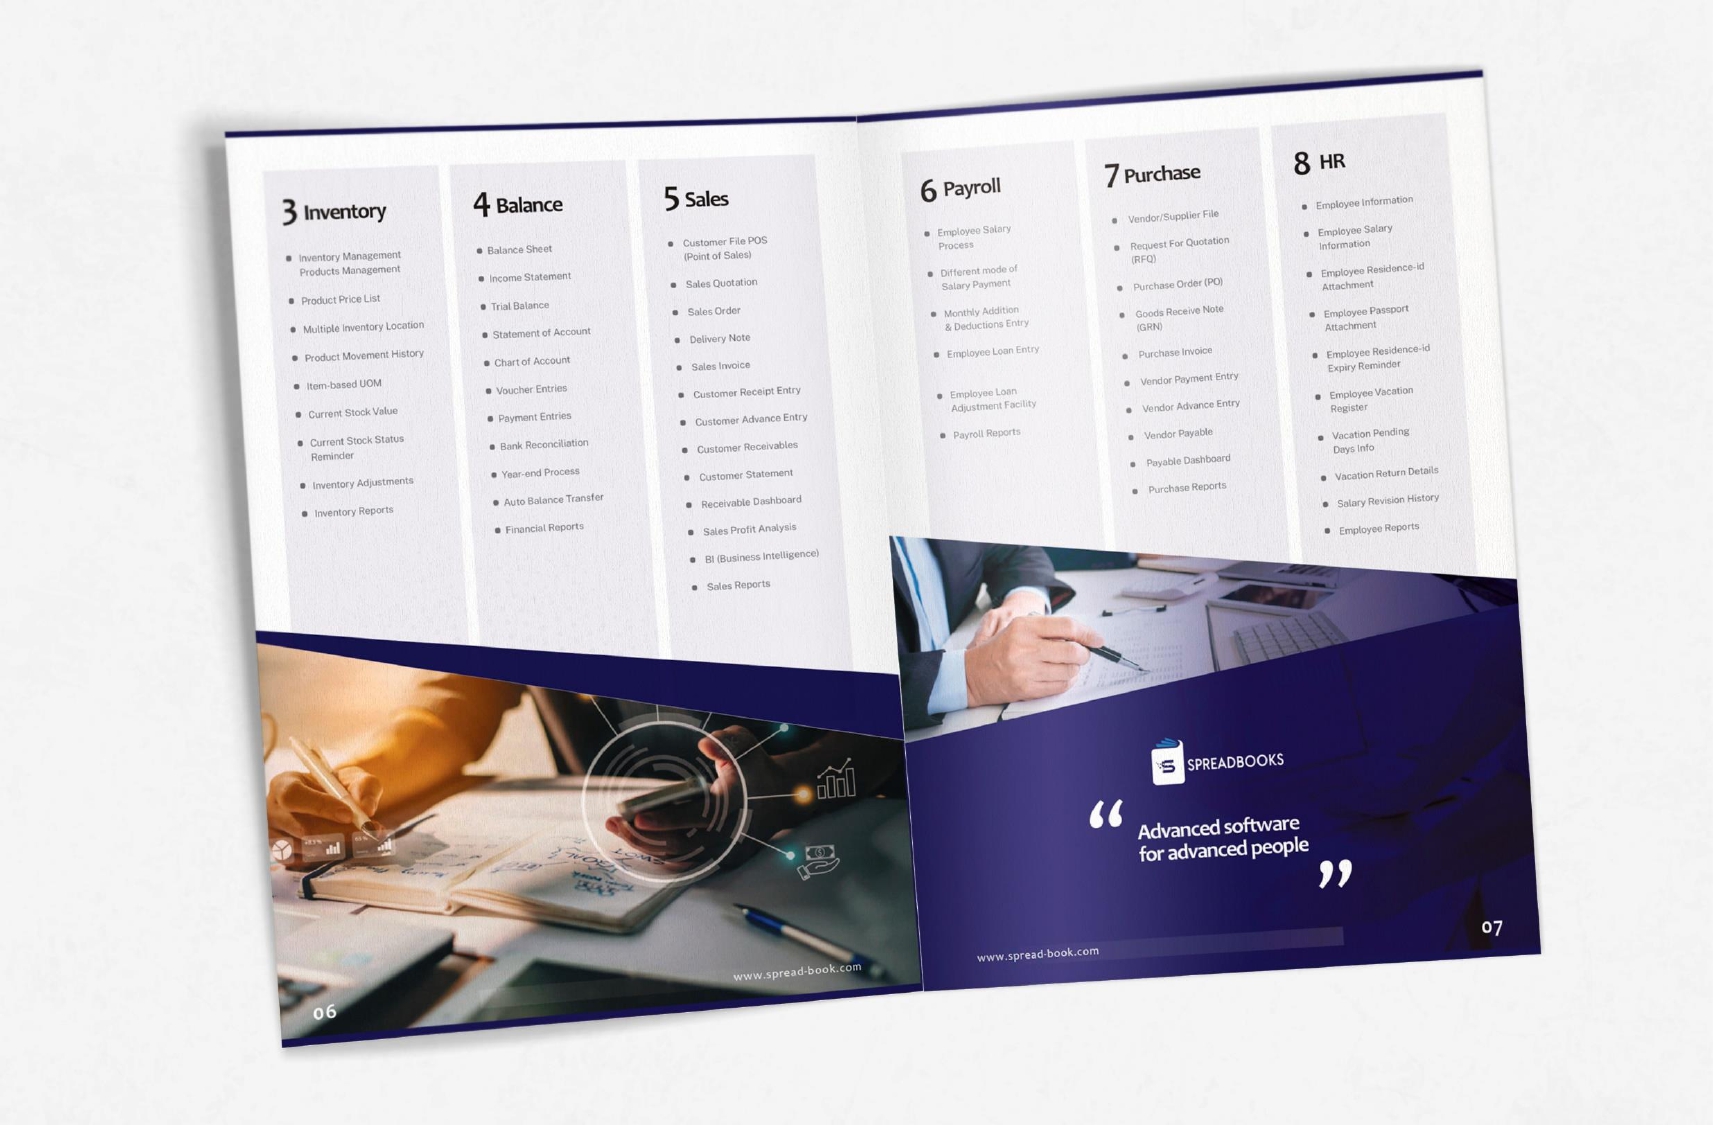 3 Inventory
Inventory Management
Products Management
Product Price List
Multiple Inventory Location
Product Movement History
Item-based UOM
Current Stock Value
Current Stock Status
Reminder
Inventory Adjustments
Inventory Reports
4 Balance
Balance Sheet
Income Statement
Trial Balance
Statement of Account
Chart of Account
Voucher Entries
Payment Entries
Bank Reconciliation
Year-end Process
Auto Balance Transfer
Financial Reports
5 Sales
Customer File POS
(Point of Sales)
Sales Quotation
Sales Order
Delivery Note
Sales Invoice
Customer Receipt Entry
Customer Advance Entry
Customer Receivables
Customer Statement
Receivable Dashboard
Sales Profit Analysis
BI (Business Intelligence)
Sales Reports
www.spread-book.com
06
6 Payroll
Employee Salary
Process
Different mode of
Salary Payment
Monthly Addition
& Deductions Entry
Employee Loan Entry
Employee Loan
Adjustment Facility
Payroll Reports
7 Purchase
Vendor/Supplier File
Request For Quotation
(RFQ)
Purchase Order (PO)
Goods Receive Note
(GRN)
Purchase Invoice
Vendor Payment Entry
Vendor Advance Entry
Vendor Payable
Payable Dashboard
Purchase Reports
8 HR
Employee Information
Employee Salary
Information
Employee Residence-id
Attachment
Employee Passport
Attachment
Employee Residence-id
Expiry Reminder
Employee Vacation
Register
Vacation Pending
Days Info
Vacation Return Details
Salary Revision History
Employee Reports
S SPREADBOOKS
“ Advanced software
for advanced people ”
www.spread-book.com
07